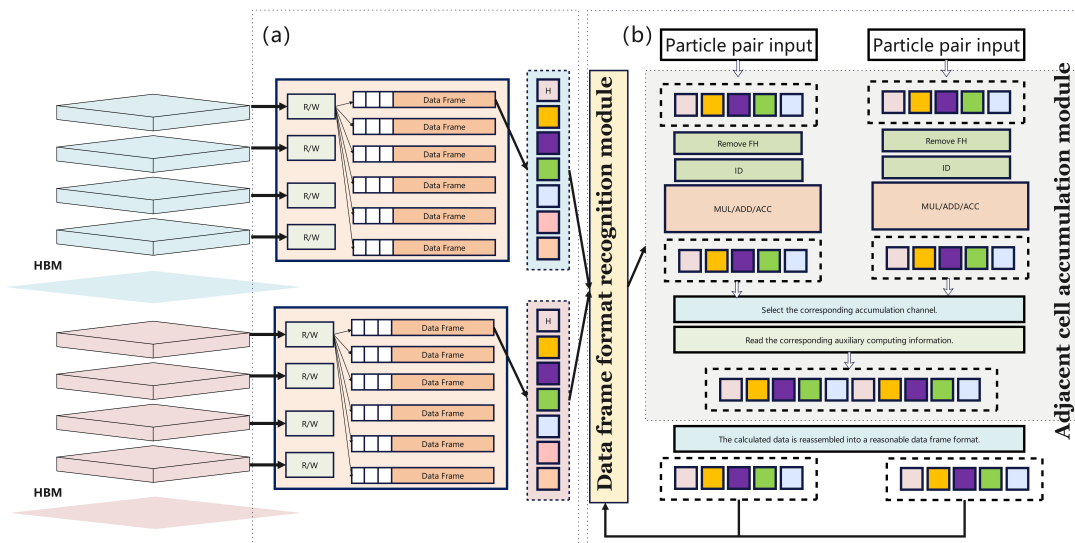 (a)
R/W
R/W
R/W
R/W
Data Frame
Data Frame
Data Frame
Data Frame
Data Frame
Data Frame
H
HBM
R/W
R/W
R/W
R/W
Data Frame
Data Frame
Data Frame
Data Frame
Data Frame
Data Frame
H
HBM
Data frame format recognition module
(b)
Particle pair input
Particle pair input
Remove FH
ID
MUL/ADD/ACC
Remove FH
ID
MUL/ADD/ACC
Select the corresponding accumulation channel.
Read the corresponding auxiliary computing information.
The calculated data is reassembled into a reasonable data frame format.
Adjacent cell accumulation module